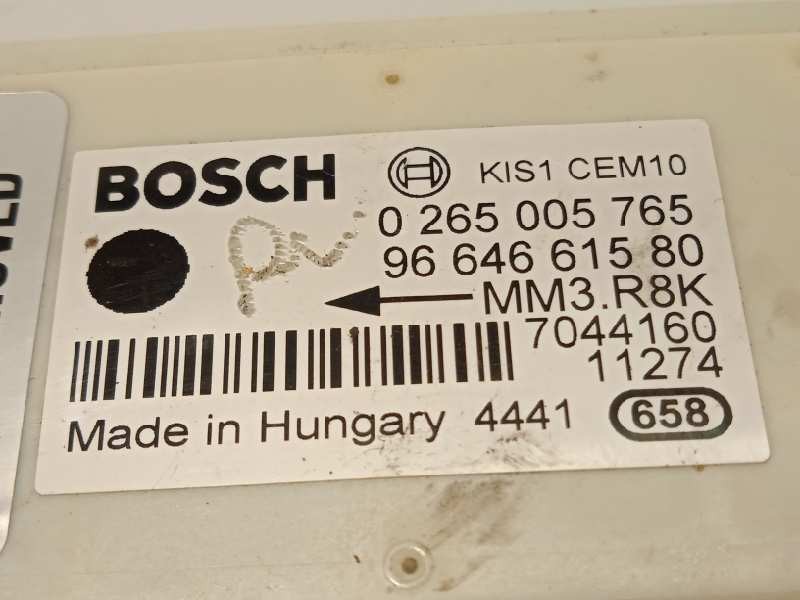 BOSCH KIS1 CEM10
0 265 005 765
96 646 615 80
MM3.R8K
7044160
11274
Made in Hungary 4441 658